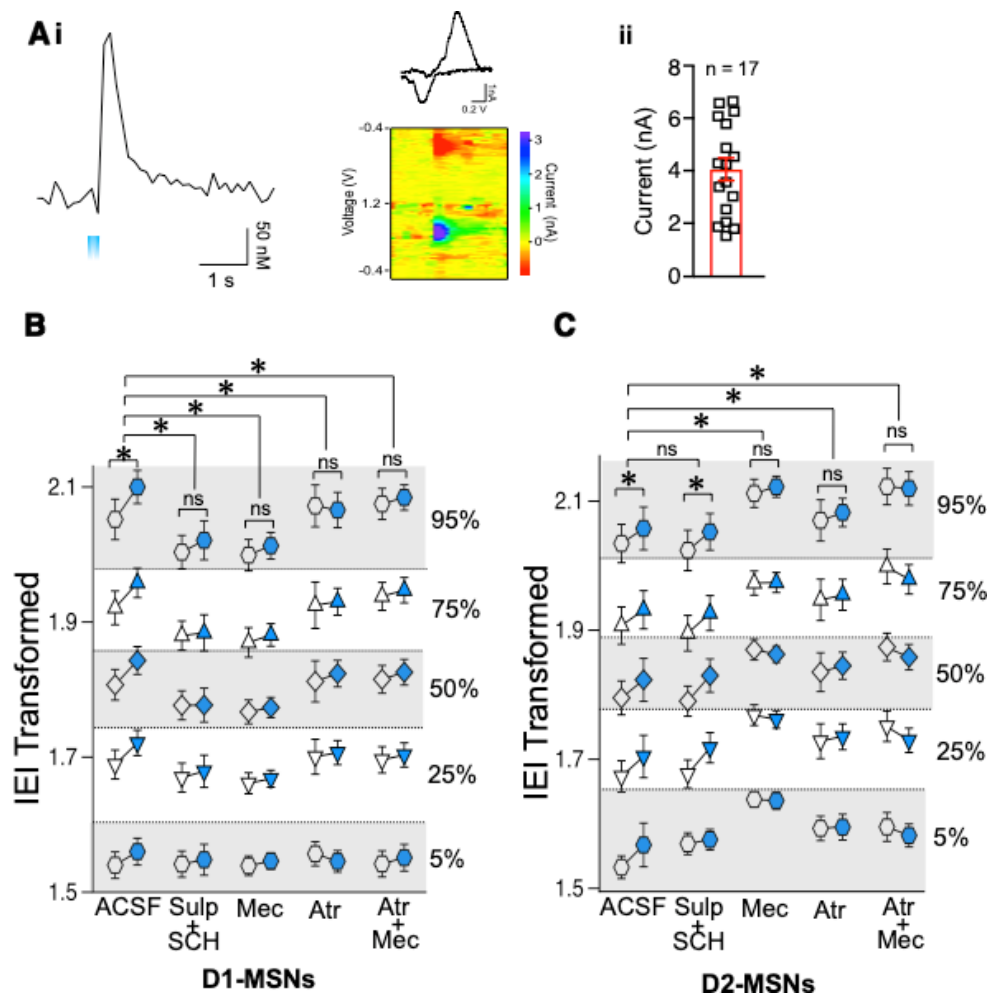 A i
50 nM
1 s
1nA
0.2 V
-0.4
1.2
-0.4
Voltage (V)
3
2
1
0
Current (nA)
ii
n = 17
8
6
4
2
0
Current (nA)
B
*
*
*
*
*
ns
ns
ns
ns
2.1
1.9
1.7
1.5
IEI Transformed
95%
75%
50%
25%
5%
ACSF
Sulp
+
SCH
Mec
Atr
Atr
+
Mec
D1-MSNs
C
*
*
*
ns
*
*
ns
ns
ns
2.1
1.9
1.7
1.5
IEI Transformed
95%
75%
50%
25%
5%
ACSF
Sulp
+
SCH
Mec
Atr
Atr
+
Mec
D2-MSNs